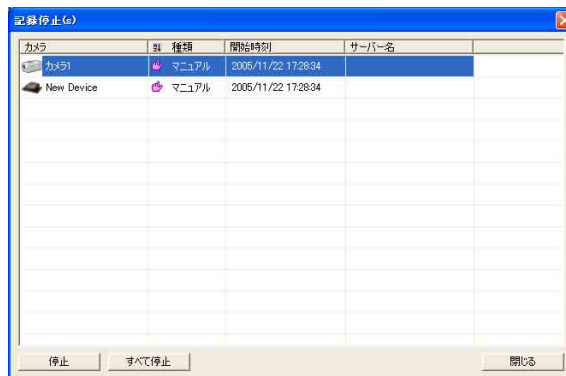 記録停止(s)
カメラ 種類 開始時刻 サーバー名
カメラ1 マニュアル 2005/11/22 17:28:34
New Device マニュアル 2005/11/22 17:28:34
停止 すべて停止 閉じる